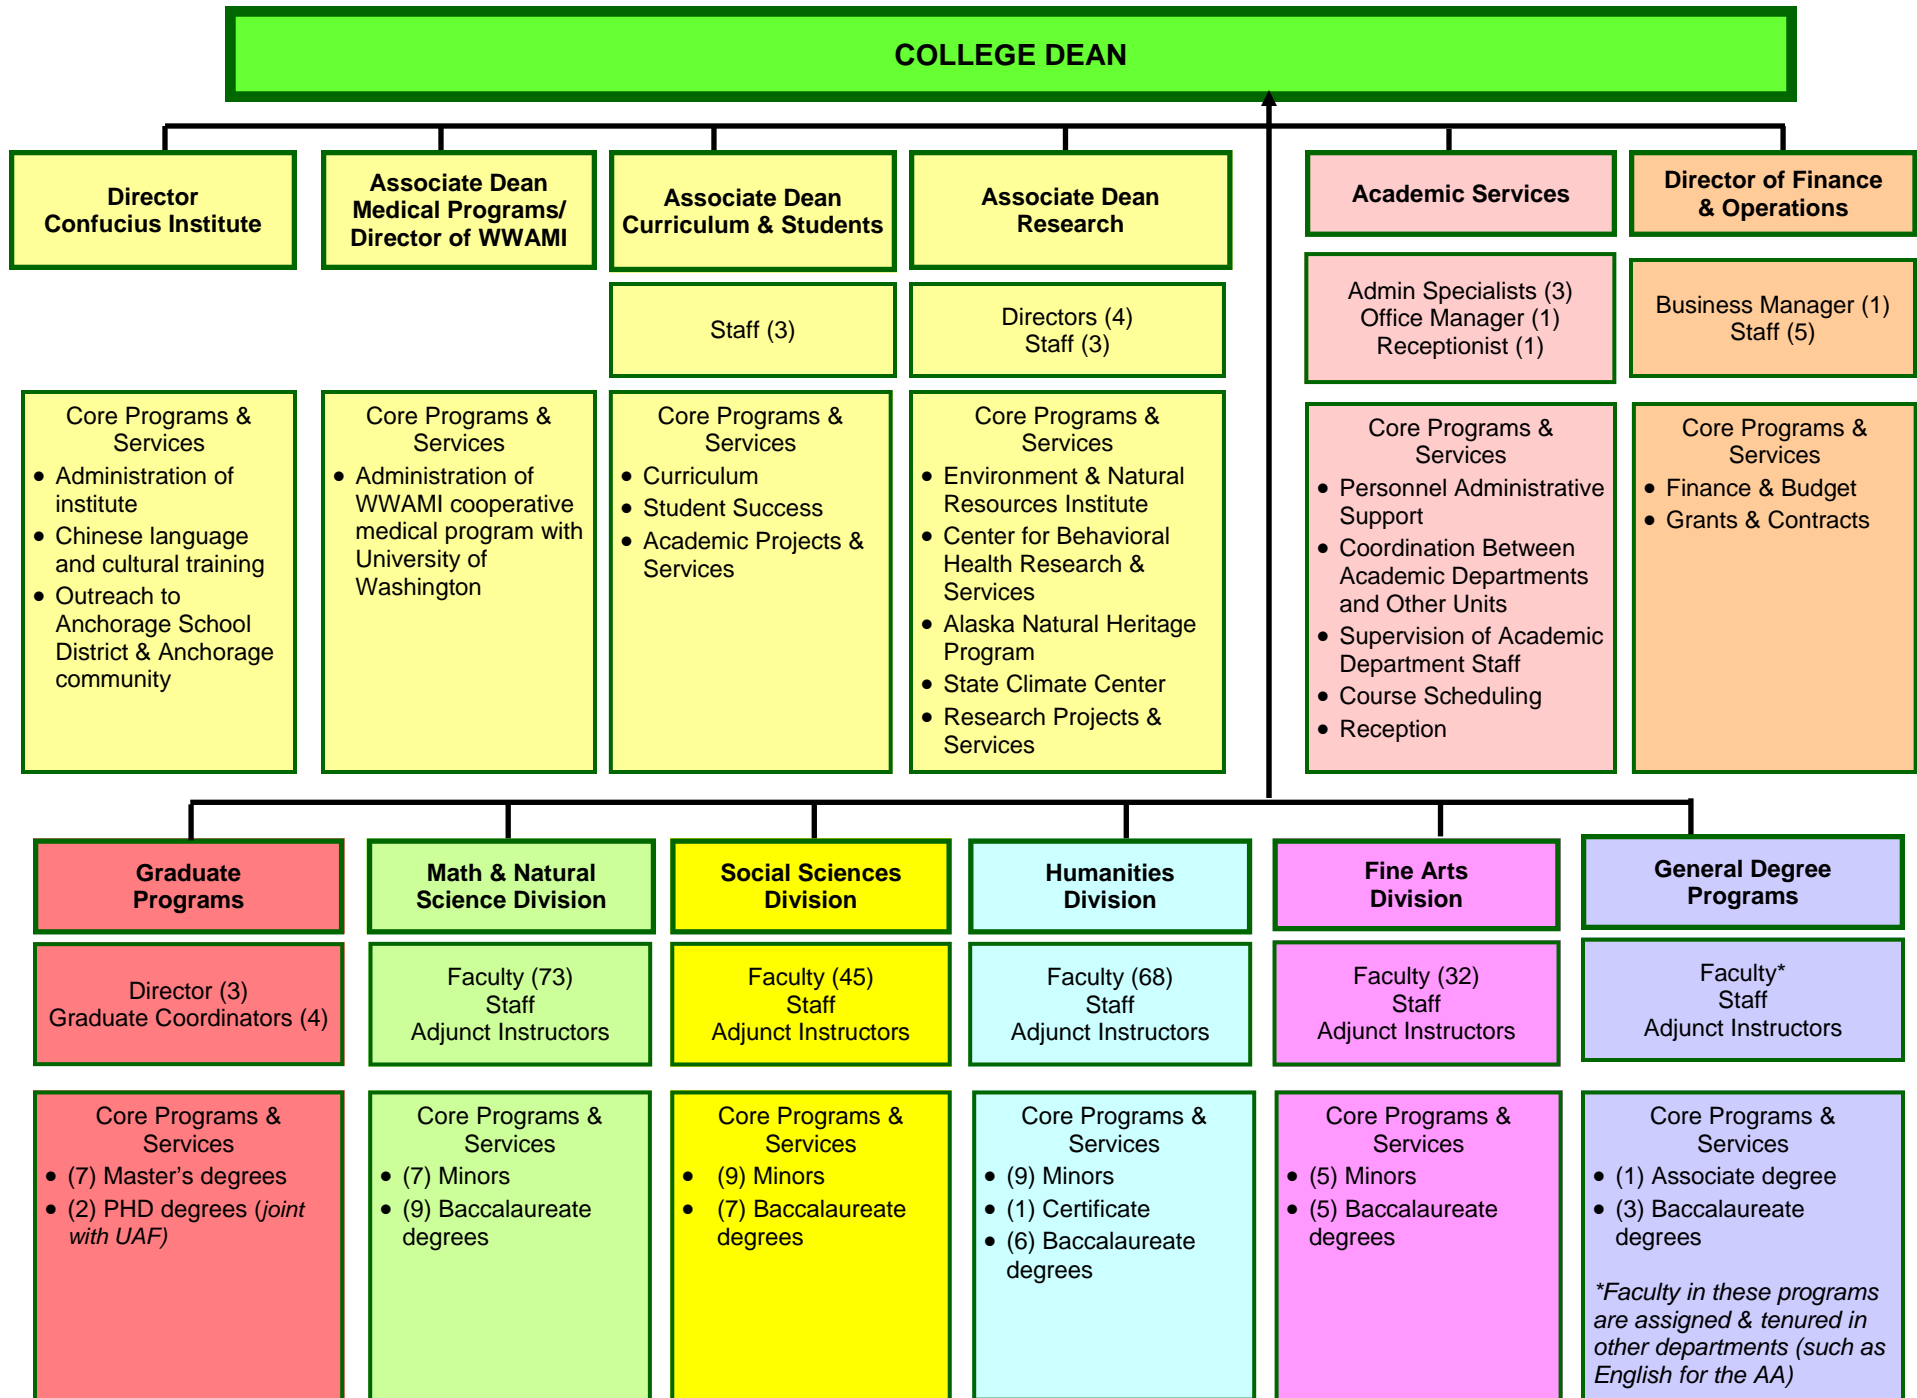 COLLEGE DEAN
Director
Confucius Institute
Associate Dean
Medical Programs/
Director of WWAMI
Associate Dean
Curriculum & Students
Associate Dean
Research
Academic Services
Director of Finance
& Operations
Staff (3)
Directors (4)
Staff (3)
Admin Specialists (3)
Office Manager (1)
Receptionist (1)
Business Manager (1)
Staff (5)
Core Programs &
Services
• Administration of
institute
• Chinese language
and cultural training
• Outreach to
Anchorage School
District & Anchorage
community
Core Programs &
Services
• Administration of
WWAMI cooperative
medical program with
University of
Washington
Core Programs &
Services
• Curriculum
• Student Success
• Academic Projects &
Services
Core Programs &
Services
• Environment & Natural
Resources Institute
• Center for Behavioral
Health Research &
Services
• Alaska Natural Heritage
Program
• State Climate Center
• Research Projects &
Services
Core Programs &
Services
• Personnel Administrative
Support
• Coordination Between
Academic Departments
and Other Units
• Supervision of Academic
Department Staff
• Course Scheduling
• Reception
Core Programs &
Services
• Finance & Budget
• Grants & Contracts
Graduate
Programs
Math & Natural
Science Division
Social Sciences
Division
Humanities
Division
Fine Arts
Division
General Degree
Programs
Director (3)
Graduate Coordinators (4)
Faculty (73)
Staff
Adjunct Instructors
Faculty (45)
Staff
Adjunct Instructors
Faculty (68)
Staff
Adjunct Instructors
Faculty (32)
Staff
Adjunct Instructors
Faculty*
Staff
Adjunct Instructors
Core Programs &
Services
• (7) Master’s degrees
• (2) PHD degrees (joint
with UAF)
Core Programs &
Services
• (7) Minors
• (9) Baccalaureate
degrees
Core Programs &
Services
• (9) Minors
• (7) Baccalaureate
degrees
Core Programs &
Services
• (9) Minors
• (1) Certificate
• (6) Baccalaureate
degrees
Core Programs &
Services
• (5) Minors
• (5) Baccalaureate
degrees
Core Programs &
Services
• (1) Associate degree
• (3) Baccalaureate
degrees
*Faculty in these programs
are assigned & tenured in
other departments (such as
English for the AA)